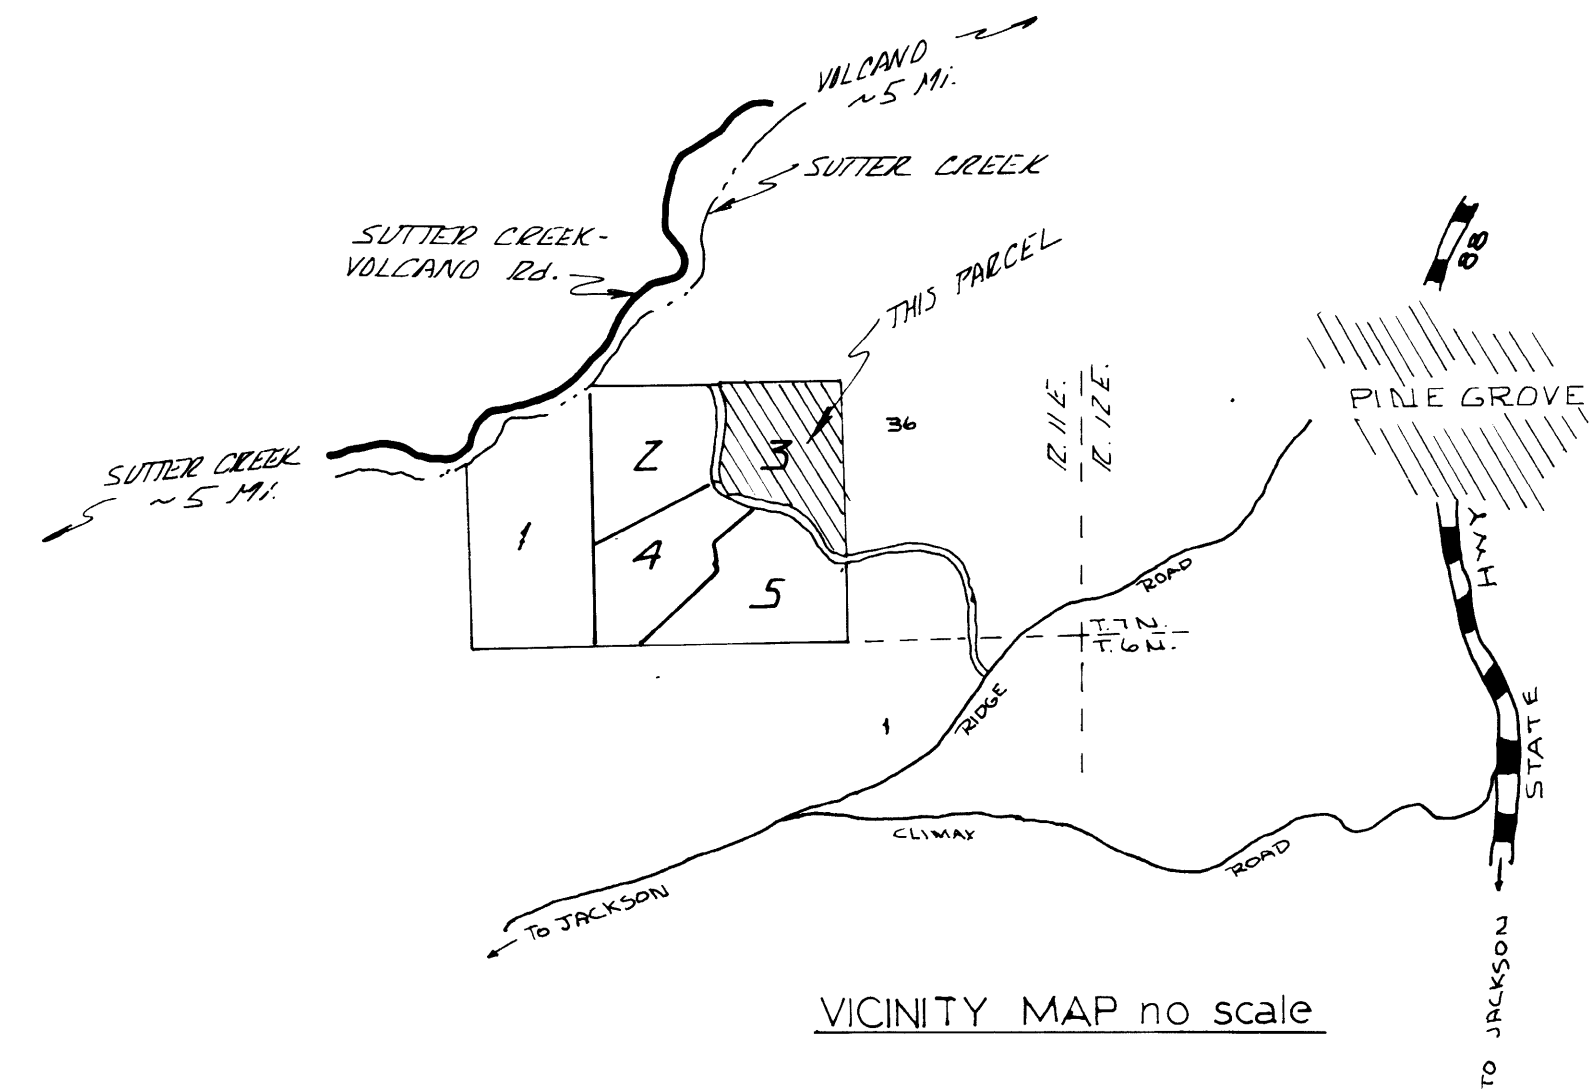 VOLCANO
~5 Mi.
SUTTER CREEK
SUTTER CREEK-
VOLCANO Rd.
THIS PARCEL
88
PINE GROVE
R. 11 E.
R. 12 E.
36
2
3
SUTTER CREEK
~5 Mi.
1
4
5
HWY
STATE
ROAD
T. 7 N.
T. 6 N.
RIDGE
1
CLIMAX
ROAD
TO JACKSON
TO JACKSON
VICINITY MAP no scale